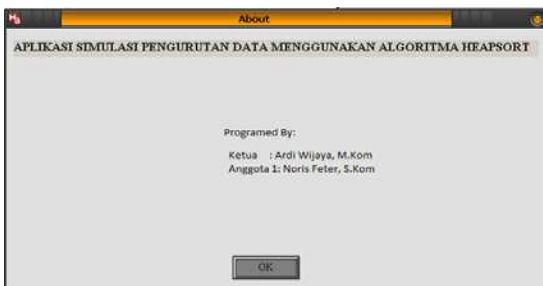 About
APLIKASI SIMULASI PENGURUTAN DATA MENGGUNAKAN ALGORITMA HEAPSORT
Programed By:
Ketua : Ardi Wijaya, M.Kom
Anggota 1: Noris Feter, S.Kom
OK